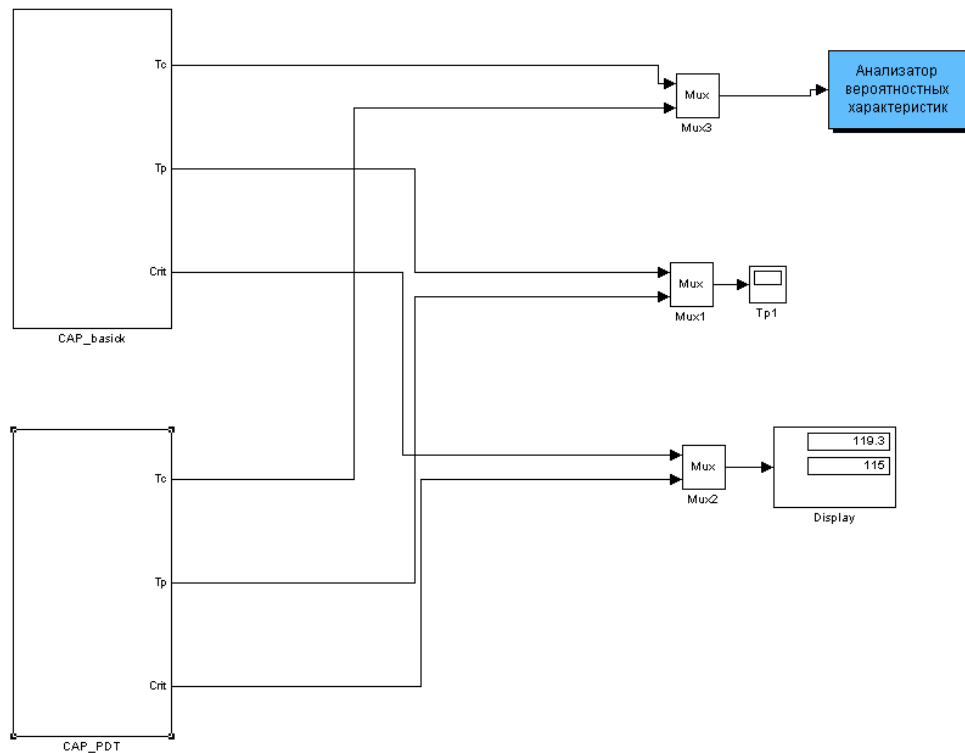 Tc
Mux
Mux3
Анализатор
вероятностных
характеристик
Tp
Crit
CAP_basick
Mux
Mux1
Tp1
Tc
Tp
Crit
CAP_PDT
Mux
Mux2
119.3
115
Display